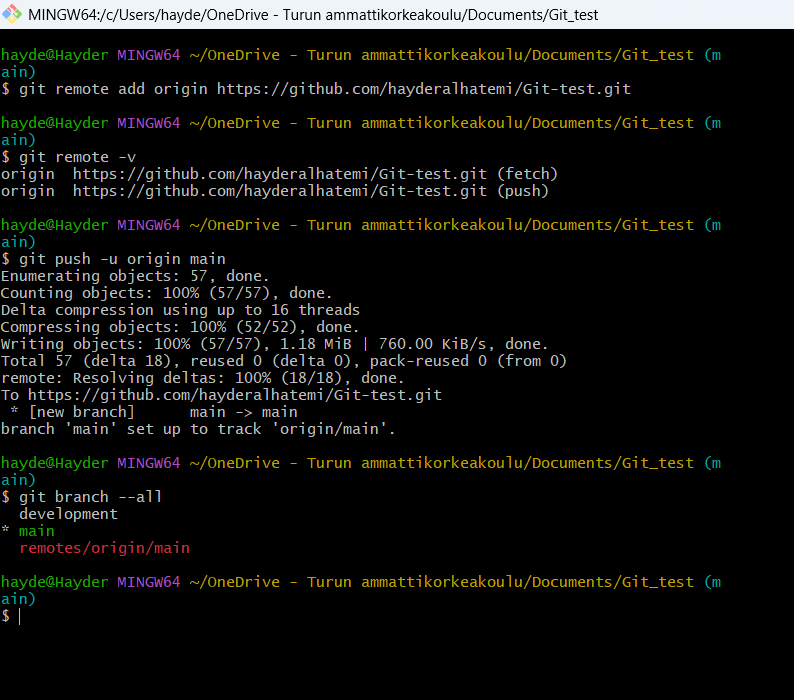 MINGW64:/c/Users/hayde/OneDrive - Turun ammattikorkeakoulu/Documents/Git_test
hayde@Hayder MINGW64 ~/OneDrive - Turun ammattikorkeakoulu/Documents/Git_test (m
ain)
$ git remote add origin https://github.com/hayderalhatemi/Git-test.git
hayde@Hayder MINGW64 ~/OneDrive - Turun ammattikorkeakoulu/Documents/Git_test (m
ain)
$ git remote -v
origin  https://github.com/hayderalhatemi/Git-test.git (fetch)
origin  https://github.com/hayderalhatemi/Git-test.git (push)
hayde@Hayder MINGW64 ~/OneDrive - Turun ammattikorkeakoulu/Documents/Git_test (m
ain)
$ git push -u origin main
Enumerating objects: 57, done.
Counting objects: 100% (57/57), done.
Delta compression using up to 16 threads
Compressing objects: 100% (52/52), done.
Writing objects: 100% (57/57), 1.18 MiB | 760.00 KiB/s, done.
Total 57 (delta 18), reused 0 (delta 0), pack-reused 0 (from 0)
remote: Resolving deltas: 100% (18/18), done.
To https://github.com/hayderalhatemi/Git-test.git
 * [new branch]      main -> main
branch 'main' set up to track 'origin/main'.
hayde@Hayder MINGW64 ~/OneDrive - Turun ammattikorkeakoulu/Documents/Git_test (m
ain)
$ git branch --all
  development
* main
  remotes/origin/main
hayde@Hayder MINGW64 ~/OneDrive - Turun ammattikorkeakoulu/Documents/Git_test (m
ain)
$